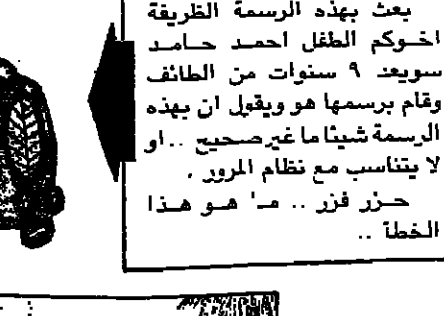 بعث بهذه الرسمة الظريفة
اخوكم الطفل احمد حامد
سويعد ٩ سنوات من الطائف
وقام برسمها هو ويقول ان بهذه
الرسمة شيئا ما غير صحيح .. او
لا يتناسب مع نظام المرور .
حزر فزر .. ما هو هذا
الخطأ ..